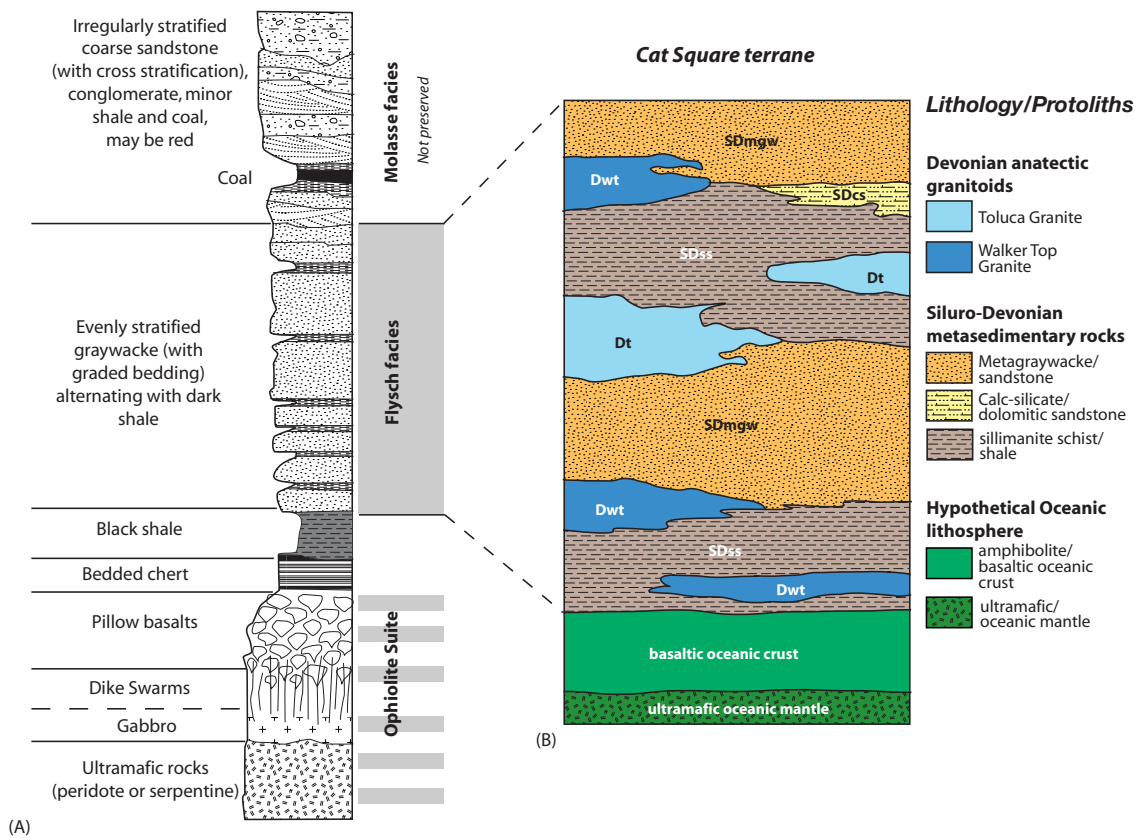 Irregularly stratified
coarse sandstone
(with cross stratification),
conglomerate, minor
shale and coal,
may be red
Coal
Evenly stratified
graywacke (with
graded bedding)
alternating with dark
shale
Black shale
Bedded chert
Pillow basalts
Dike Swarms
Gabbro
Ultramafic rocks
(peridote or serpentine)
(A)
Molasse facies
Not preserved
Flysch facies
Ophiolite Suite
Cat Square terrane
SDmgw
Dwt
SDcs
SDss
Dt
Dt
SDmgw
Dwt
SDss
Dwt
basaltic oceanic crust
ultramafic oceanic mantle
(B)
Lithology/Protoliths
Devonian anatectic
granitoids
Toluca Granite
Walker Top
Granite
Siluro-Devonian
metasedimentary rocks
Metagraywacke/
sandstone
Calc-silicate/
dolomitic sandstone
sillimanite schist/
shale
Hypothetical Oceanic
lithosphere
amphibolite/
basaltic oceanic
crust
ultramafic/
oceanic mantle